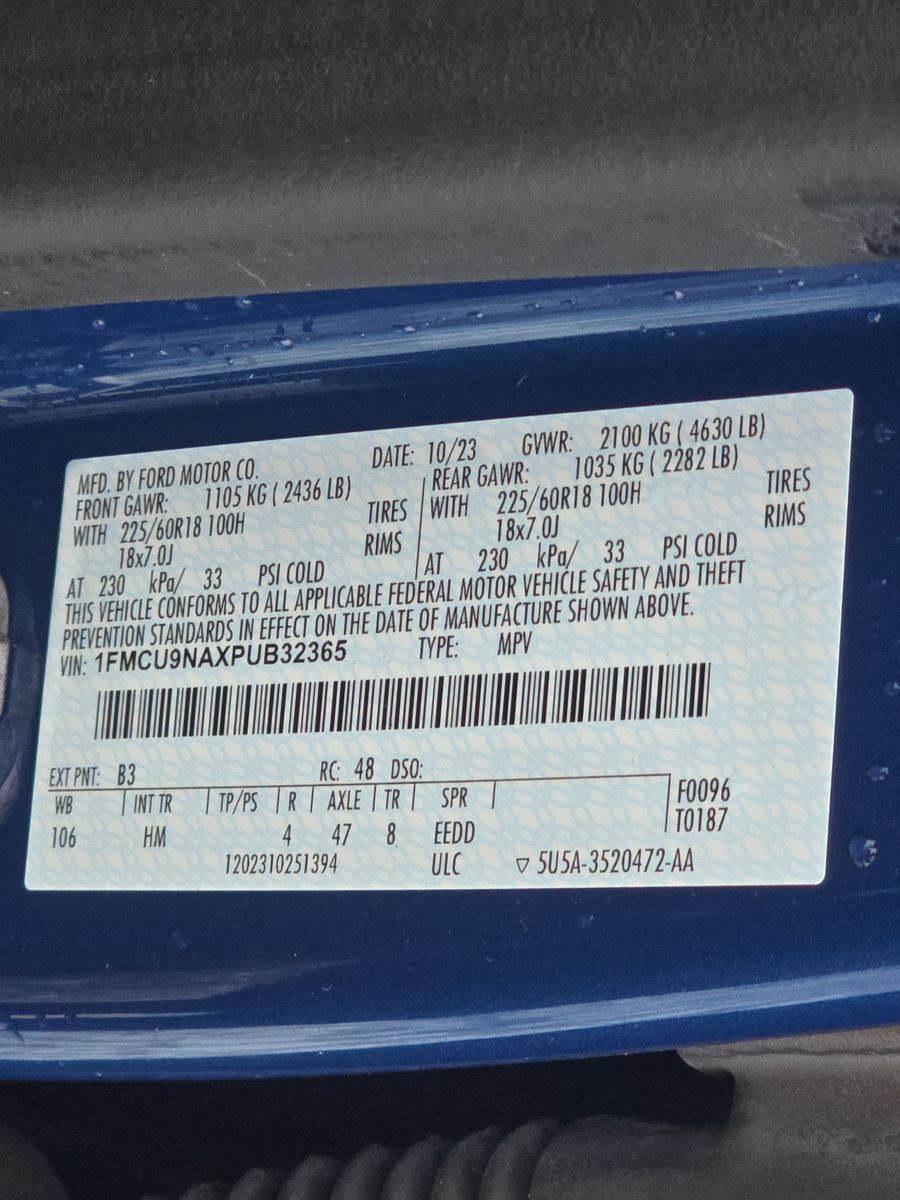 MFD. BY FORD MOTOR CO. DATE: 10/23 GVWR: 2100 KG ( 4630 LB)
FRONT GAWR: 1105 KG ( 2436 LB) REAR GAWR: 1035 KG ( 2282 LB)
WITH 225/60R18 100H TIRES WITH 225/60R18 100H TIRES
18x7.0J RIMS 18x7.0J RIMS
AT 230 kPa/ 33 PSI COLD AT 230 kPa/ 33 PSI COLD
THIS VEHICLE CONFORMS TO ALL APPLICABLE FEDERAL MOTOR VEHICLE SAFETY AND THEFT
PREVENTION STANDARDS IN EFFECT ON THE DATE OF MANUFACTURE SHOWN ABOVE.
VIN: 1FMCU9NAXPUB32365 TYPE: MPV
EXT PNT: B3 RC: 48 DSO:
WB INT TR TP/PS R AXLE TR SPR F0096
106 HM 4 47 8 EEDD T0187
1202310251394 ULC ▽ 5U5A-3520472-AA